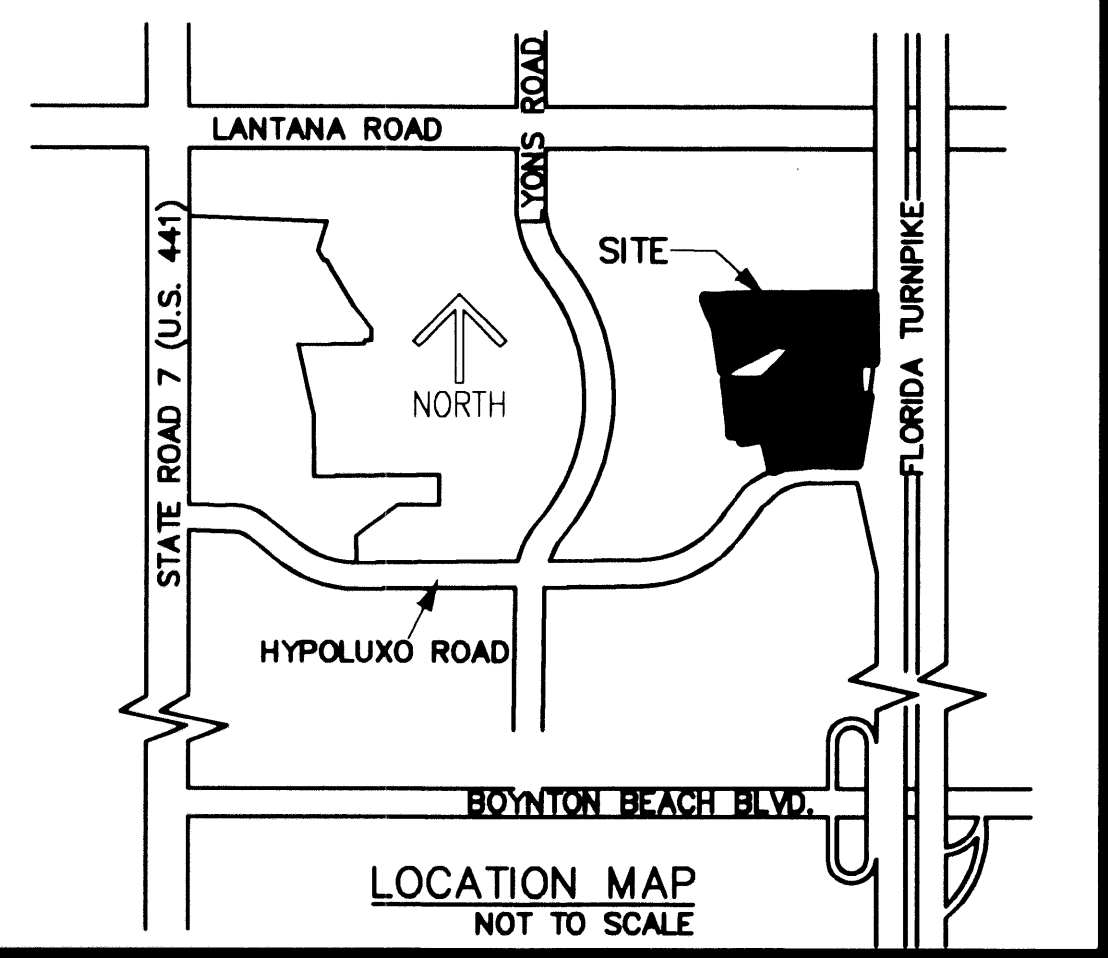 LYONS ROAD
LANTANA ROAD
STATE ROAD 7 (U.S. 441)
SITE
FLORIDA TURNPIKE
NORTH
HYPOLUXO ROAD
BOYNTON BEACH BLVD.
LOCATION MAP
NOT TO SCALE